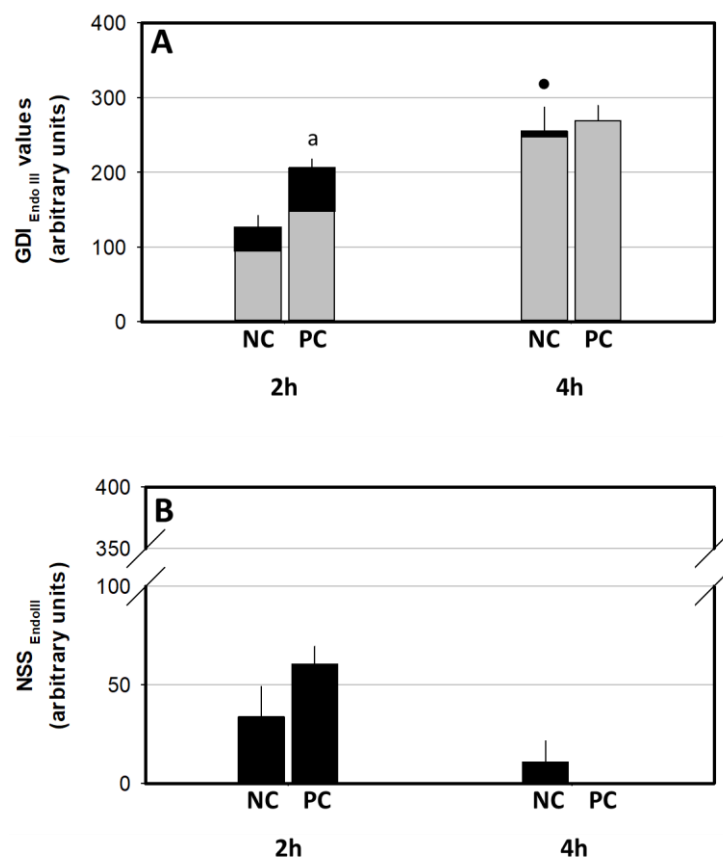 A
GDI Endo III values
(arbitrary units)
400
300
200
100
0
a
•
NC PC NC PC
2h 4h
B
NSS EndoIII
(arbitrary units)
400
350
100
50
0
NC PC NC PC
2h 4h